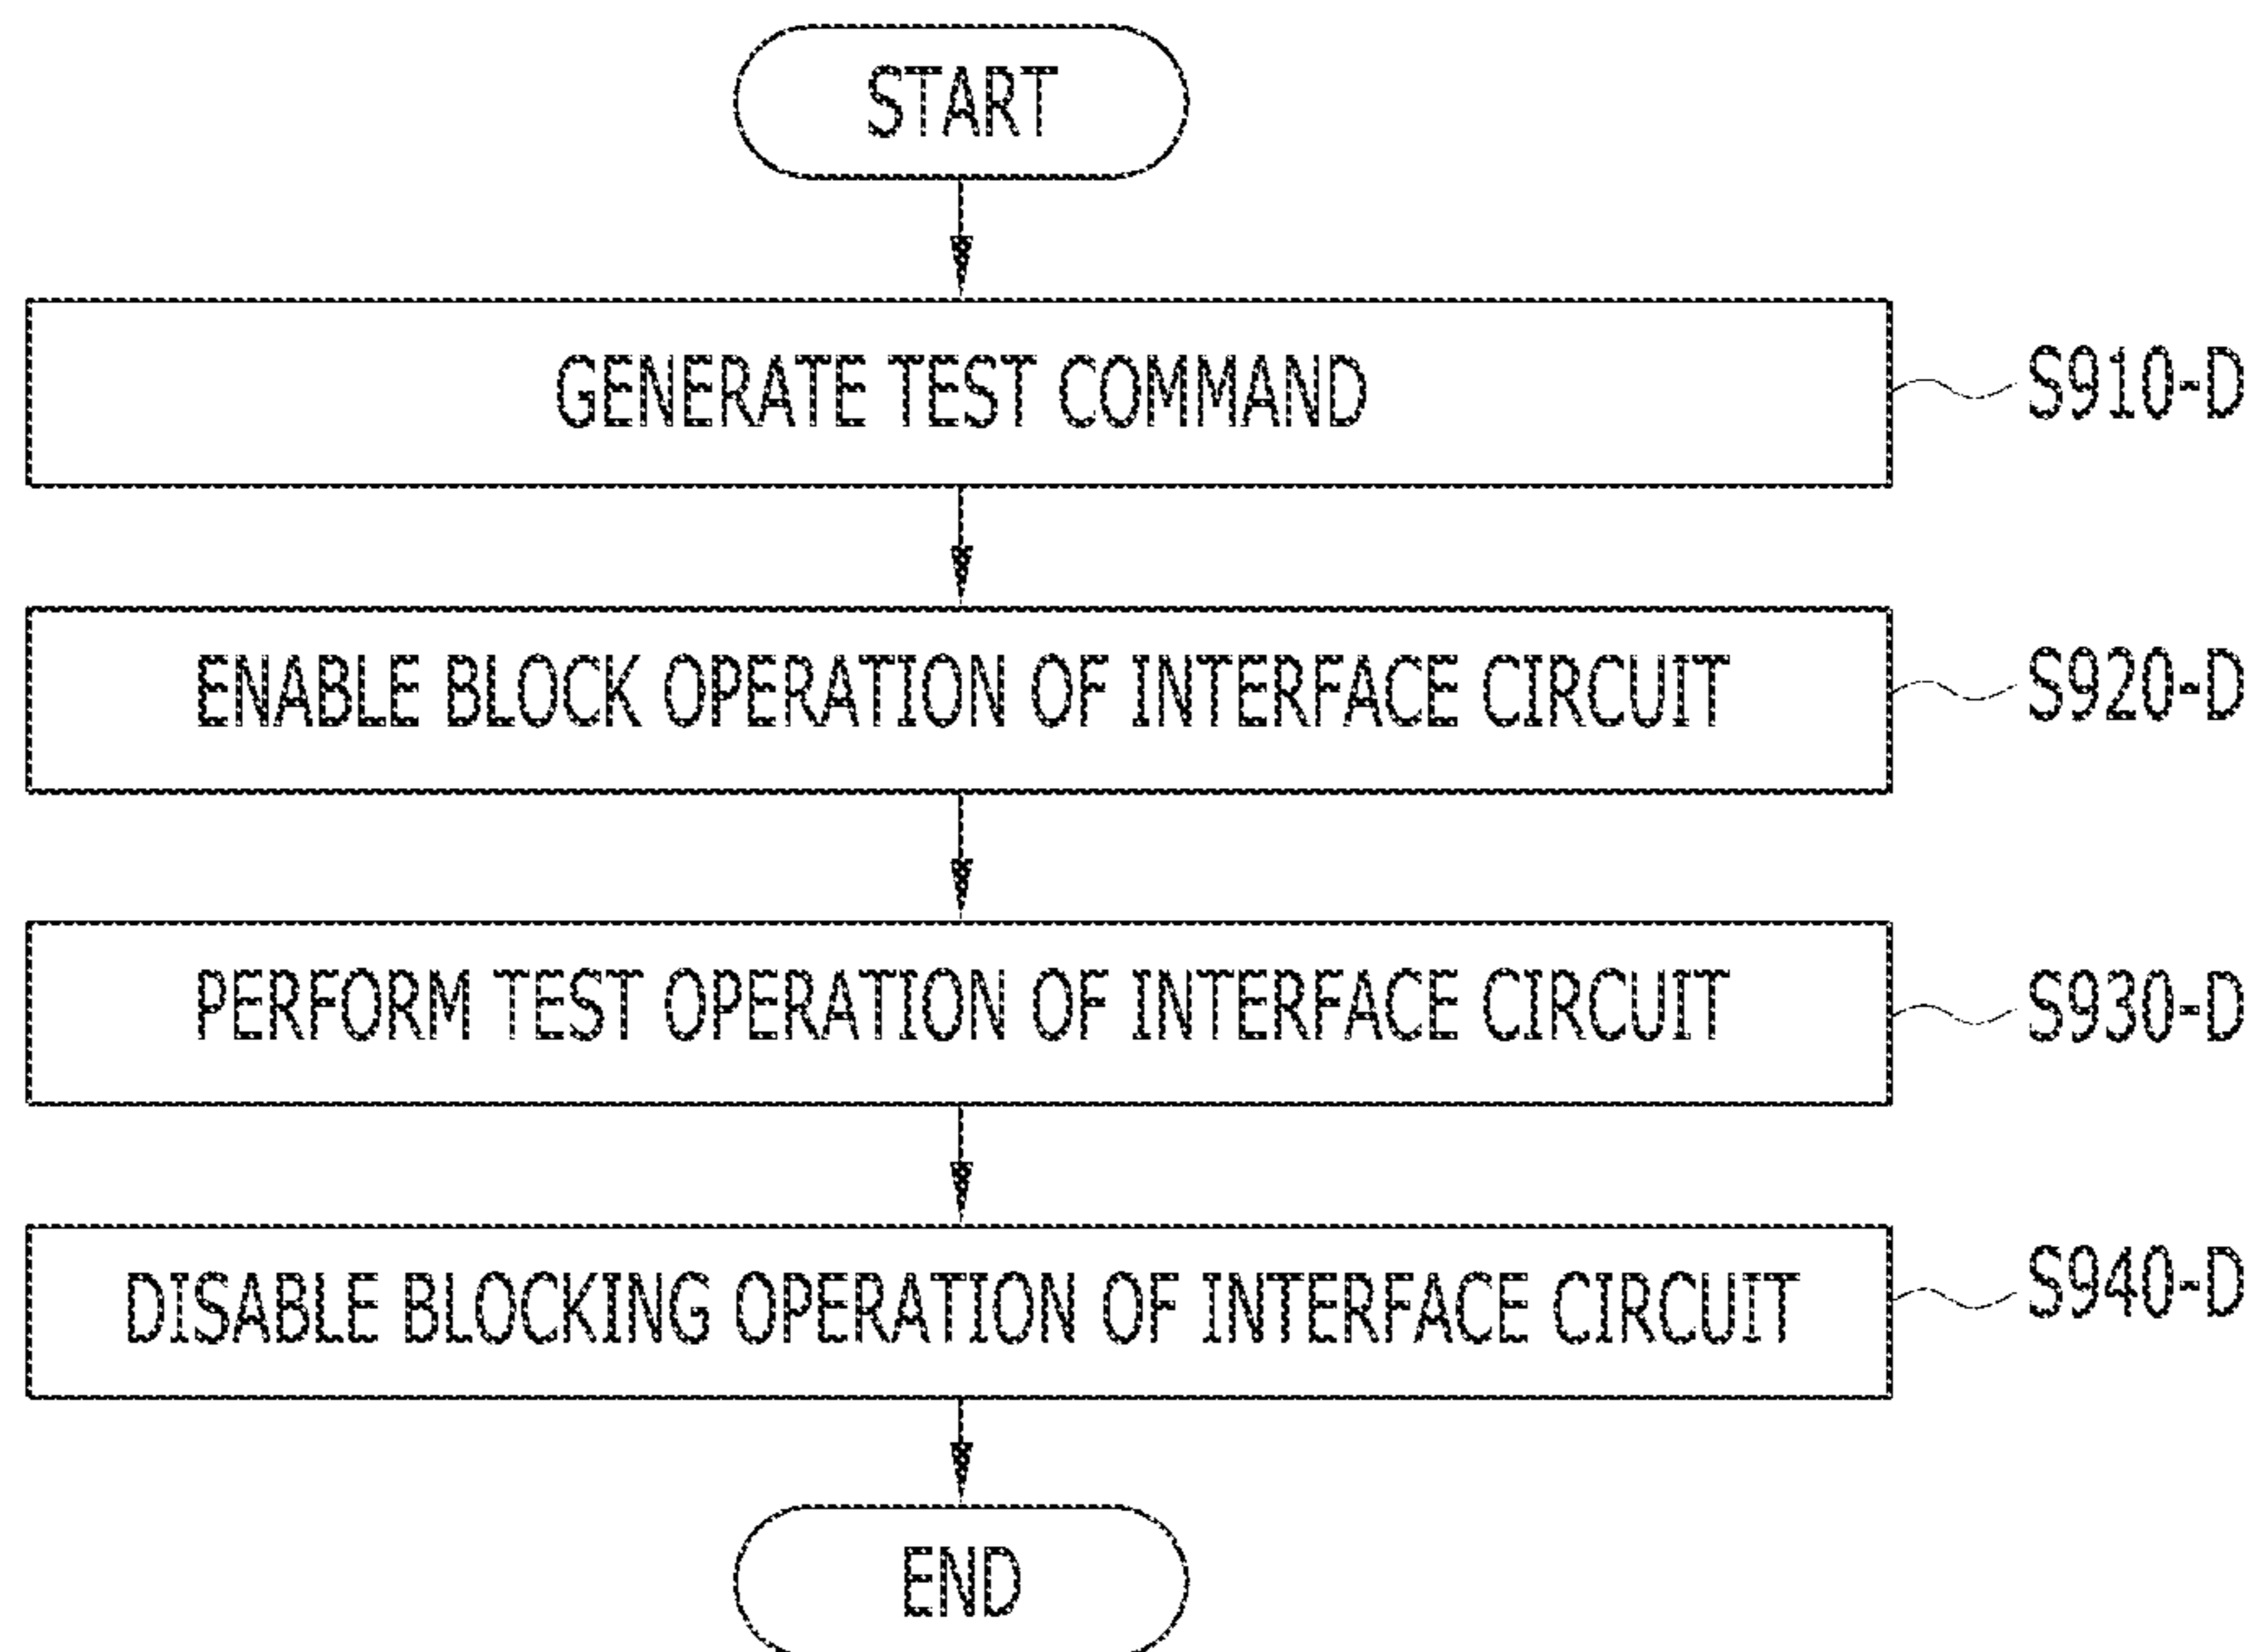 START
GENERATE TEST COMMAND
S910-D
ENABLE BLOCK OPERATION OF INTERFACE CIRCUIT
S920-D
PERFORM TEST OPERATION OF INTERFACE CIRCUIT
S930-D
DISABLE BLOCKING OPERATION OF INTERFACE CIRCUIT
S940-D
END